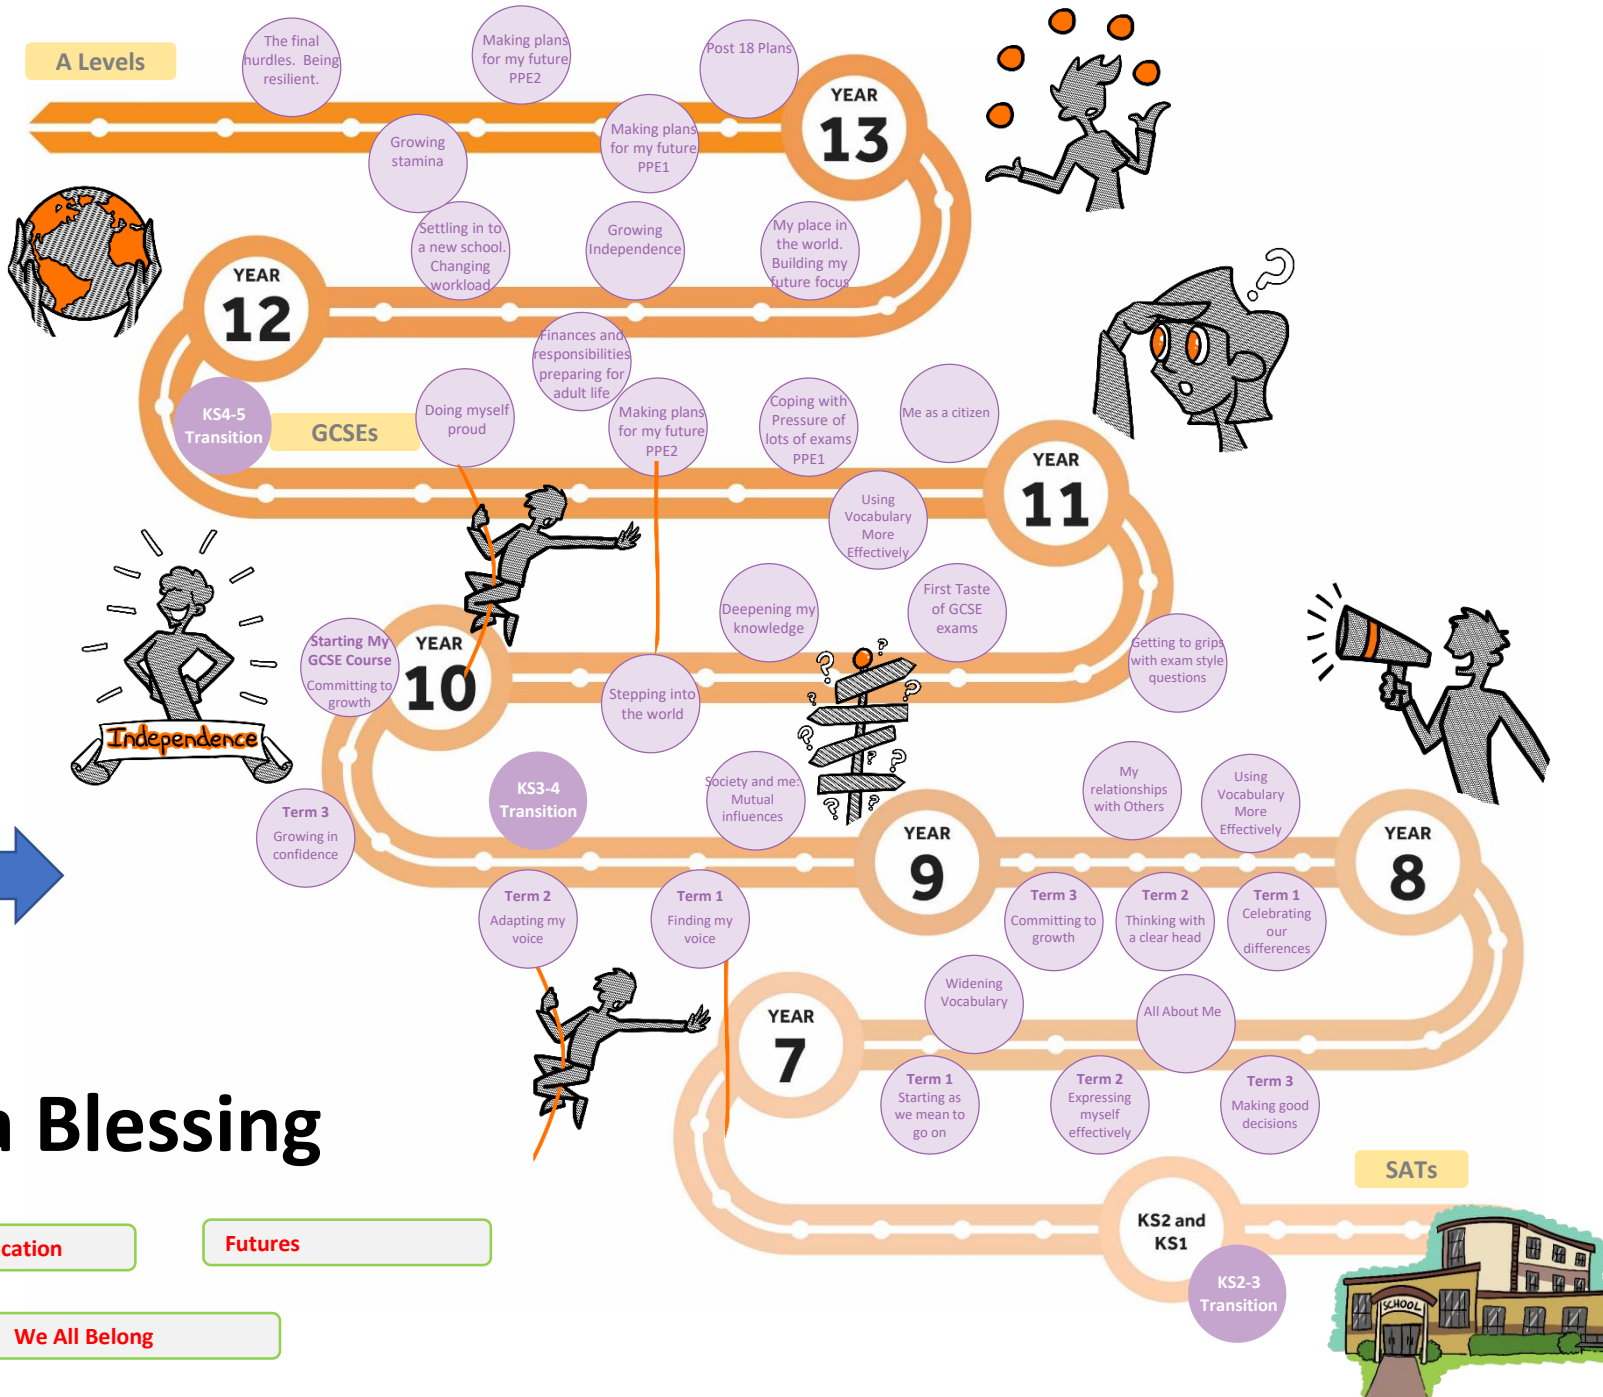 A Levels
The final
hurdles. Being
resilient.
Making plans
for my future
PPE2
Post 18 Plans
YEAR
13
Growing
stamina
Making plans
for my future
PPE1
YEAR
12
Settling in to
a new school.
Changing
workload
Growing
Independence
My place in
the world.
Building my
future focus
Finances and
responsibilities
preparing for
adult life
KS4-5
Transition
GCSEs
Doing myself
proud
Making plans
for my future
PPE2
Coping with
Pressure of
lots of exams
PPE1
Me as a citizen
YEAR
11
Using
Vocabulary
More
Effectively
Starting My
GCSE Course
Committing to
growth
YEAR
10
Deepening my
knowledge
First Taste
of GCSE
exams
Stepping into
the world
Getting to grips
with exam style
questions
Independence
Term 3
Growing in
confidence
KS3-4
Transition
Society and me:
Mutual
influences
YEAR
9
My
relationships
with Others
Using
Vocabulary
More
Effectively
YEAR
8
Term 2
Adapting my
voice
Term 1
Finding my
voice
Term 3
Committing to
growth
Term 2
Thinking with
a clear head
Term 1
Celebrating
our
differences
YEAR
7
Widening
Vocabulary
All About Me
Term 1
Starting as
we mean to
go on
Term 2
Expressing
myself
effectively
Term 3
Making good
decisions
Blessing
SATs
KS2 and
KS1
KS2-3
Transition
SCHOOL
cation
Futures
We All Belong